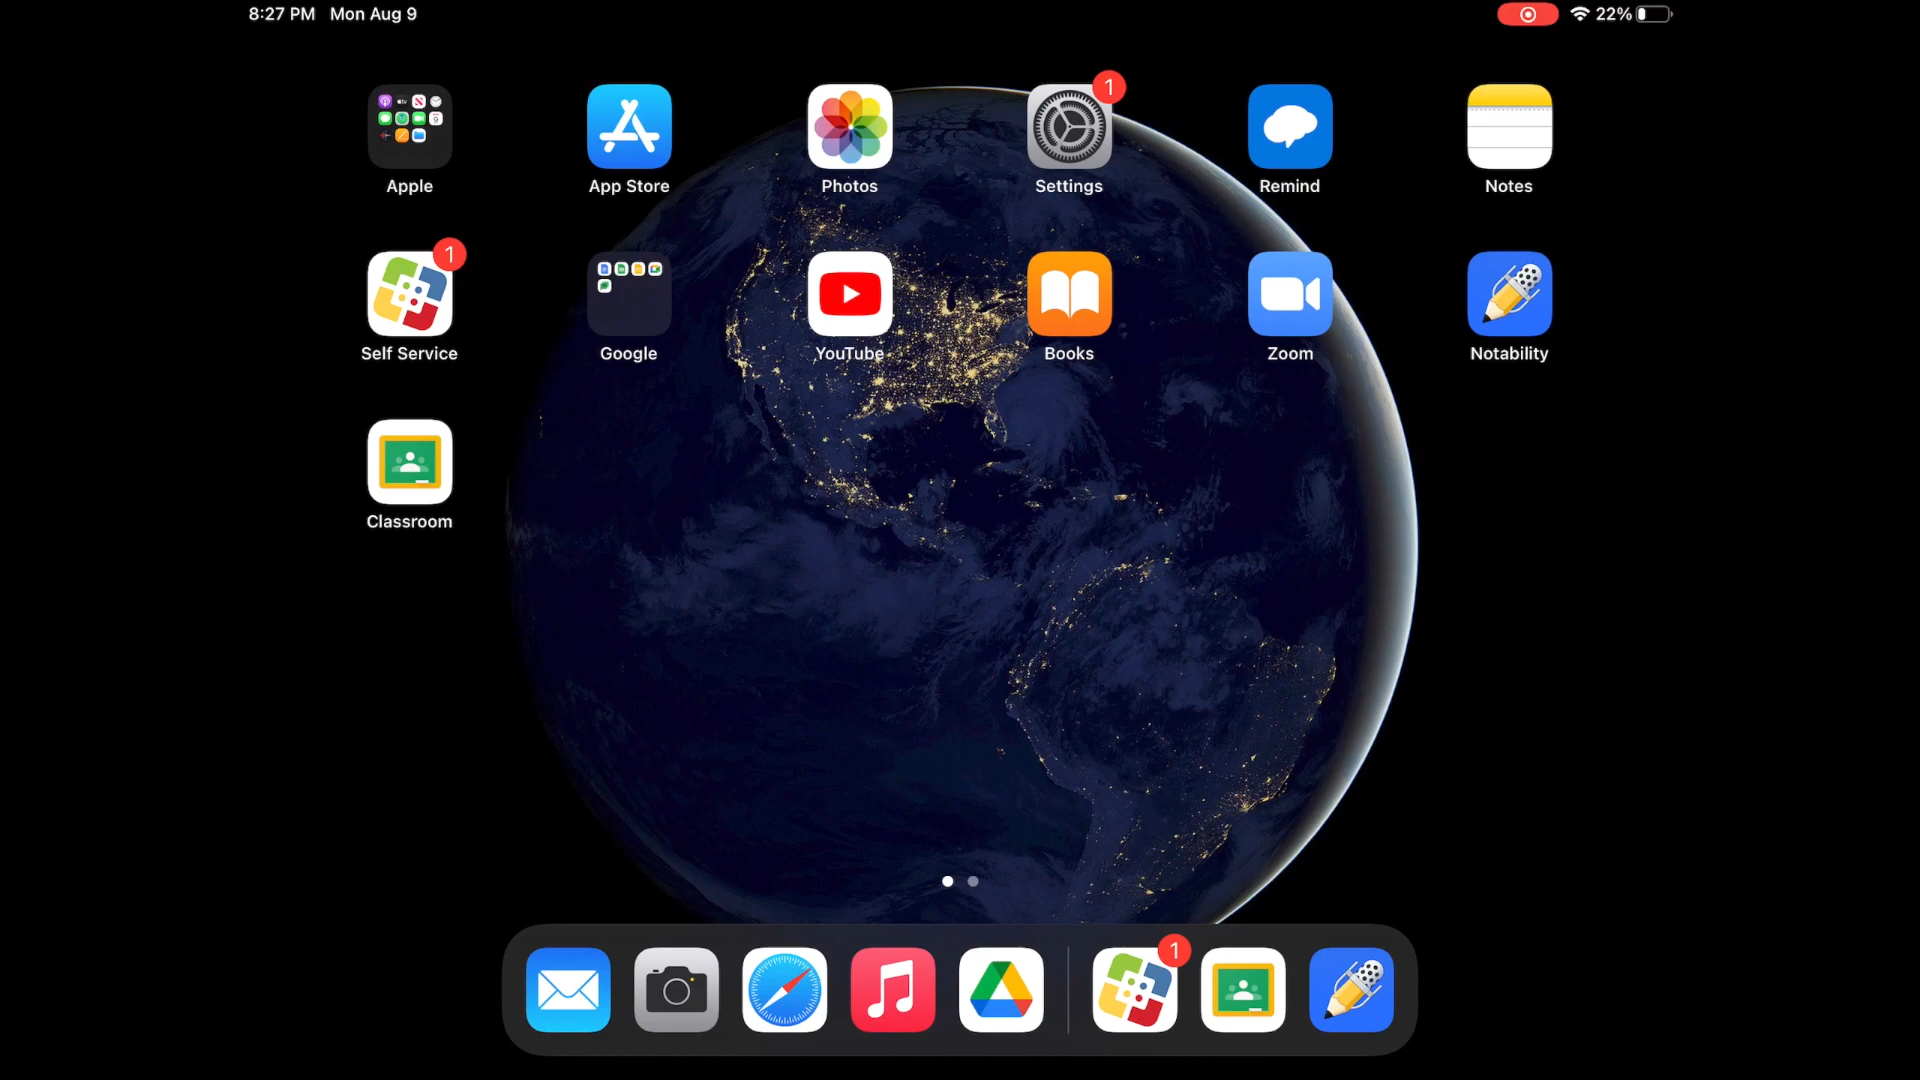 8:27 PM Mon Aug 9
22%
1
Apple App Store Photos Settings Remind Notes
1
Self Service Google YouTube Books Zoom Notability
Classroom
1